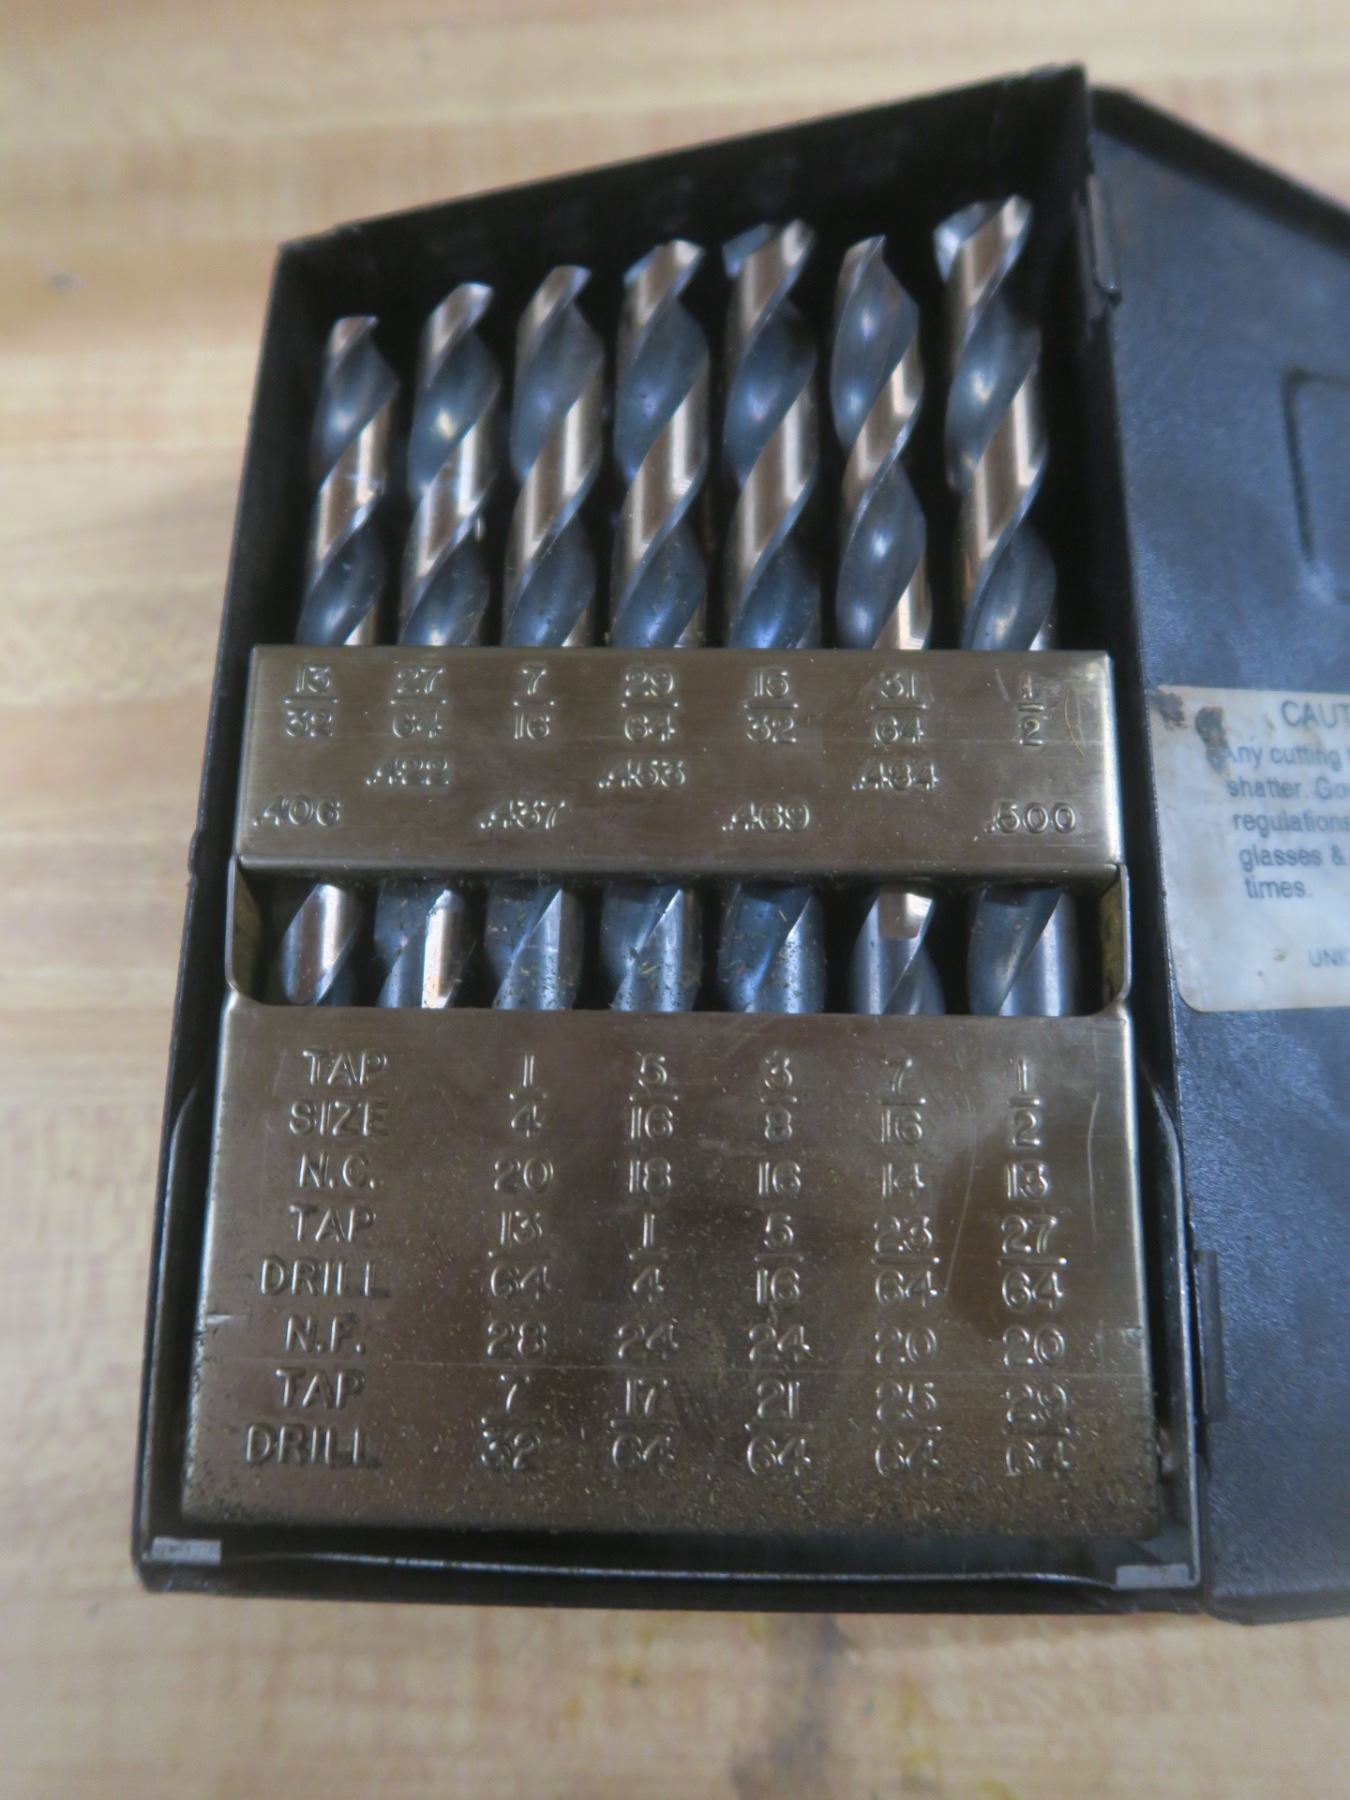 13 27 7 29 15 31 1
32 64 16 64 32 64 2
.422 .453 .484
.406 .437 .469 .500
TAP 1 5 3 7 1
SIZE 4 16 8 16 2
N.C. 20 18 16 14 13
TAP 13 1 5 23 27
DRILL 64 4 16 64 64
N.F. 28 24 24 20 20
TAP 7 17 21 25 29
DRILL 32 64 64 64 64
CAUT
Any cutting
shatter. Go
regulations
glasses &
times.
UNI